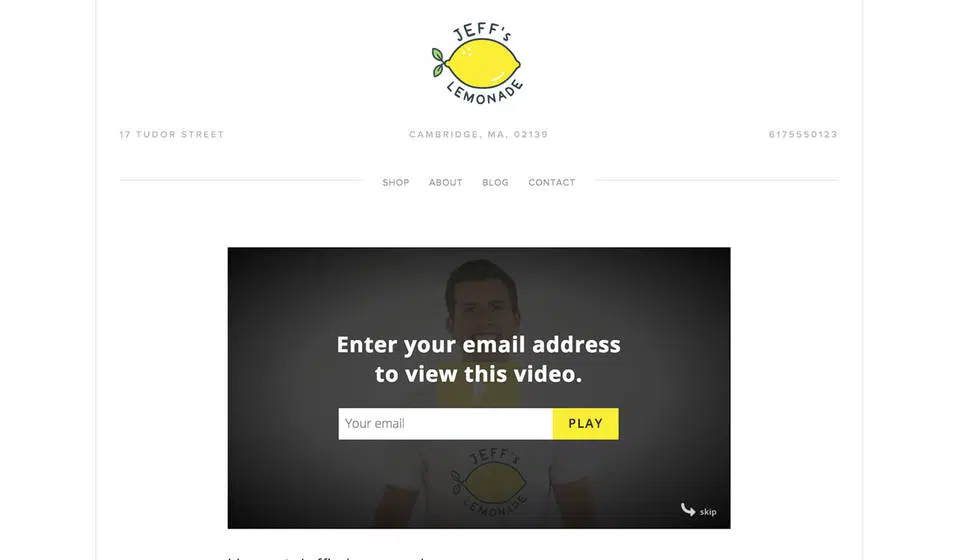 JEFF's
LEMONADE
17 TUDOR STREET
CAMBRIDGE, MA, 02139
6175550123
SHOP ABOUT BLOG CONTACT
Enter your email address
to view this video.
Your email PLAY
JEFF's
LEMONADE
skip